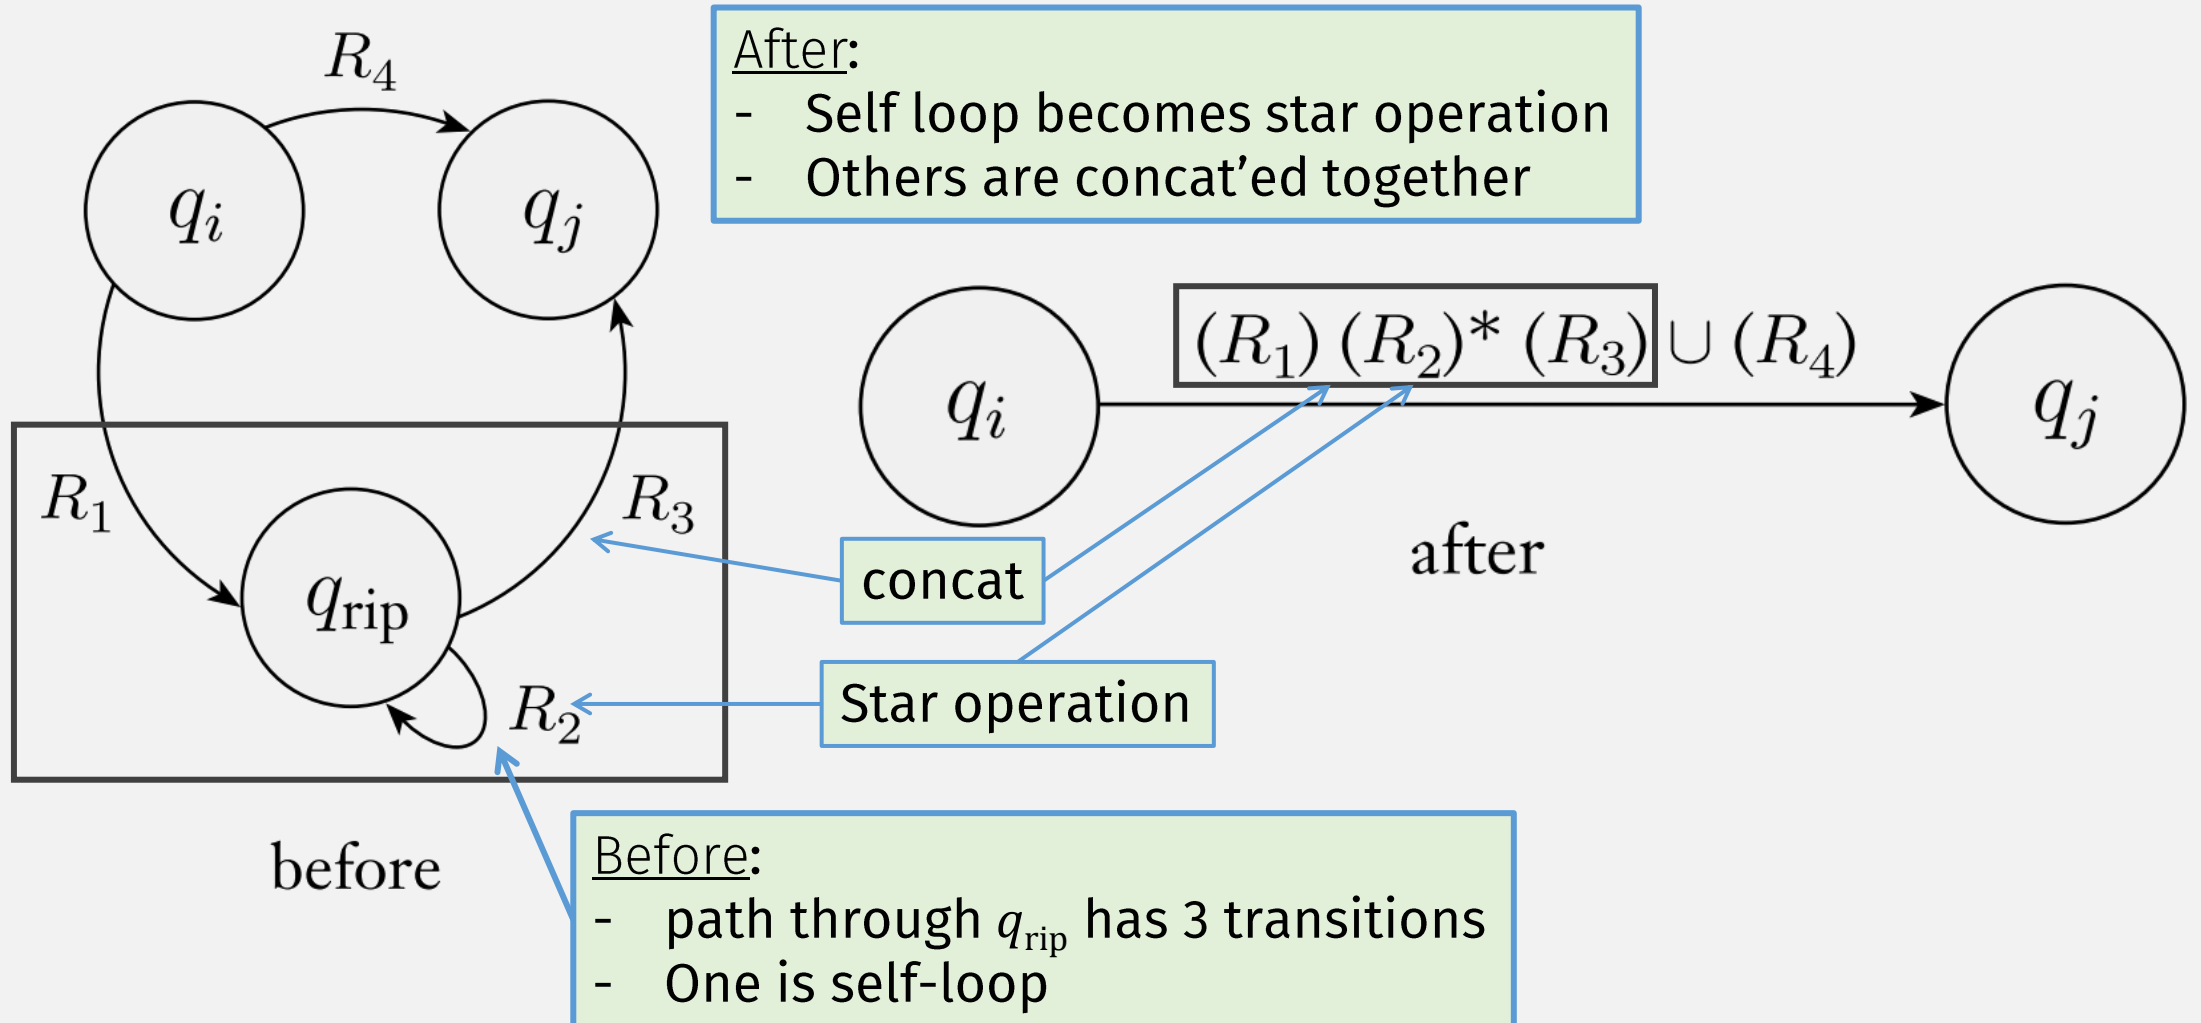 After:
- Self loop becomes star operation
- Others are concat’ed together
R₄
qᵢ
qⱼ
R₁
R₃
q_rip
R₂
before
qᵢ
(R₁) (R₂)* (R₃) ∪ (R₄)
qⱼ
after
concat
Star operation
Before:
- path through q_rip has 3 transitions
- One is self-loop